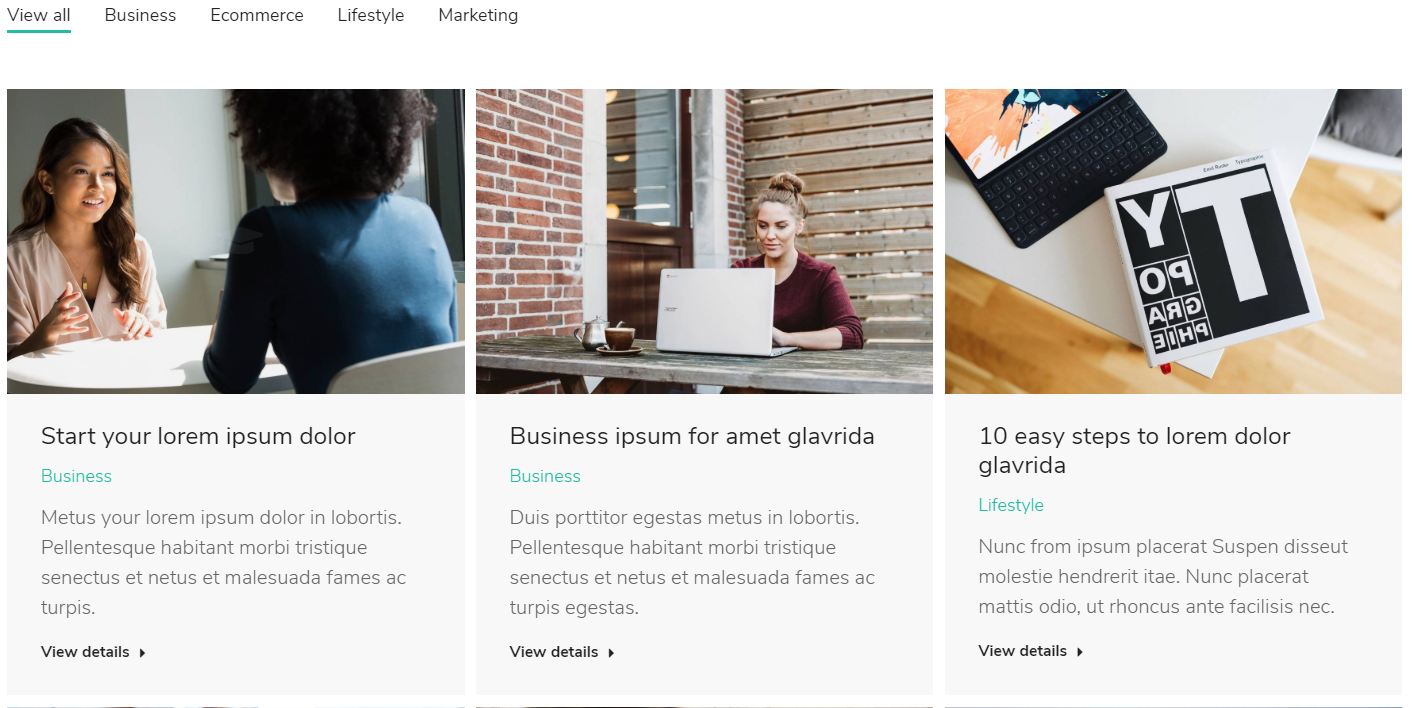 View all Business Ecommerce Lifestyle Marketing
Emil Ruder Typographie
TY
PO
GRA
PHIE
Start your lorem ipsum dolor
Business
Metus your lorem ipsum dolor in lobortis.
Pellentesque habitant morbi tristique
senectus et netus et malesuada fames ac
turpis.
View details
Business ipsum for amet glavrida
Business
Duis porttitor egestas metus in lobortis.
Pellentesque habitant morbi tristique
senectus et netus et malesuada fames ac
turpis egestas.
View details
10 easy steps to lorem dolor
glavrida
Lifestyle
Nunc from ipsum placerat Suspen disseut
molestie hendrerit itae. Nunc placerat
mattis odio, ut rhoncus ante facilisis nec.
View details